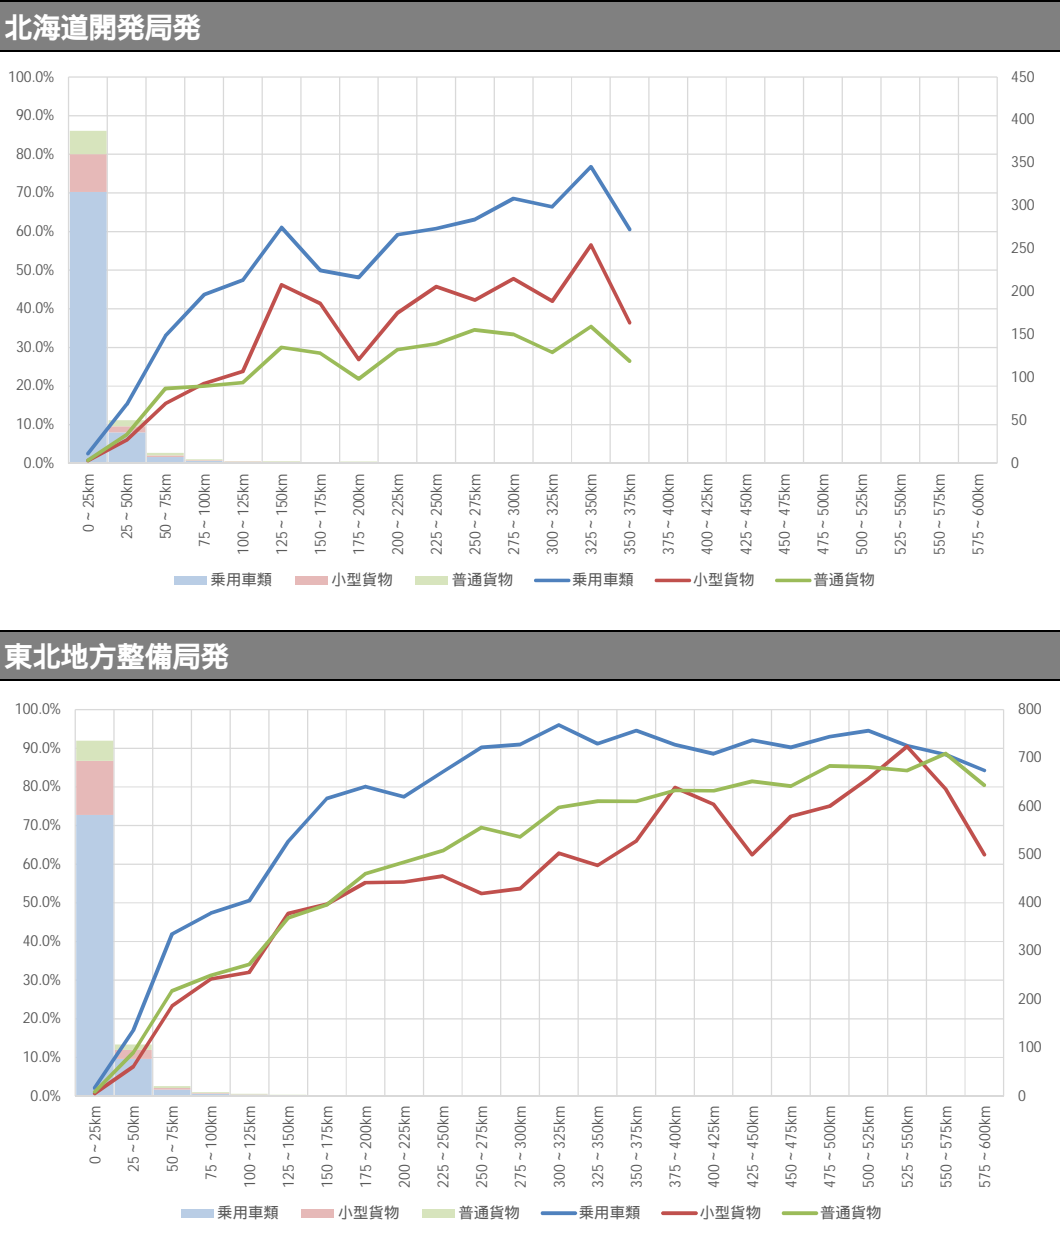 北海道開発局発
100.0%
90.0%
80.0%
70.0%
60.0%
50.0%
40.0%
30.0%
20.0%
10.0%
0.0%
450
400
350
300
250
200
150
100
50
0
0 ~ 25km
25 ~ 50km
50 ~ 75km
75 ~ 100km
100 ~ 125km
125 ~ 150km
150 ~ 175km
175 ~ 200km
200 ~ 225km
225 ~ 250km
250 ~ 275km
275 ~ 300km
300 ~ 325km
325 ~ 350km
350 ~ 375km
375 ~ 400km
400 ~ 425km
425 ~ 450km
450 ~ 475km
475 ~ 500km
500 ~ 525km
525 ~ 550km
550 ~ 575km
575 ~ 600km
乗用車類 小型貨物 普通貨物 乗用車類 小型貨物 普通貨物
東北地方整備局発
100.0%
90.0%
80.0%
70.0%
60.0%
50.0%
40.0%
30.0%
20.0%
10.0%
0.0%
800
700
600
500
400
300
200
100
0
0 ~ 25km
25 ~ 50km
50 ~ 75km
75 ~ 100km
100 ~ 125km
125 ~ 150km
150 ~ 175km
175 ~ 200km
200 ~ 225km
225 ~ 250km
250 ~ 275km
275 ~ 300km
300 ~ 325km
325 ~ 350km
350 ~ 375km
375 ~ 400km
400 ~ 425km
425 ~ 450km
450 ~ 475km
475 ~ 500km
500 ~ 525km
525 ~ 550km
550 ~ 575km
575 ~ 600km
乗用車類 小型貨物 普通貨物 乗用車類 小型貨物 普通貨物